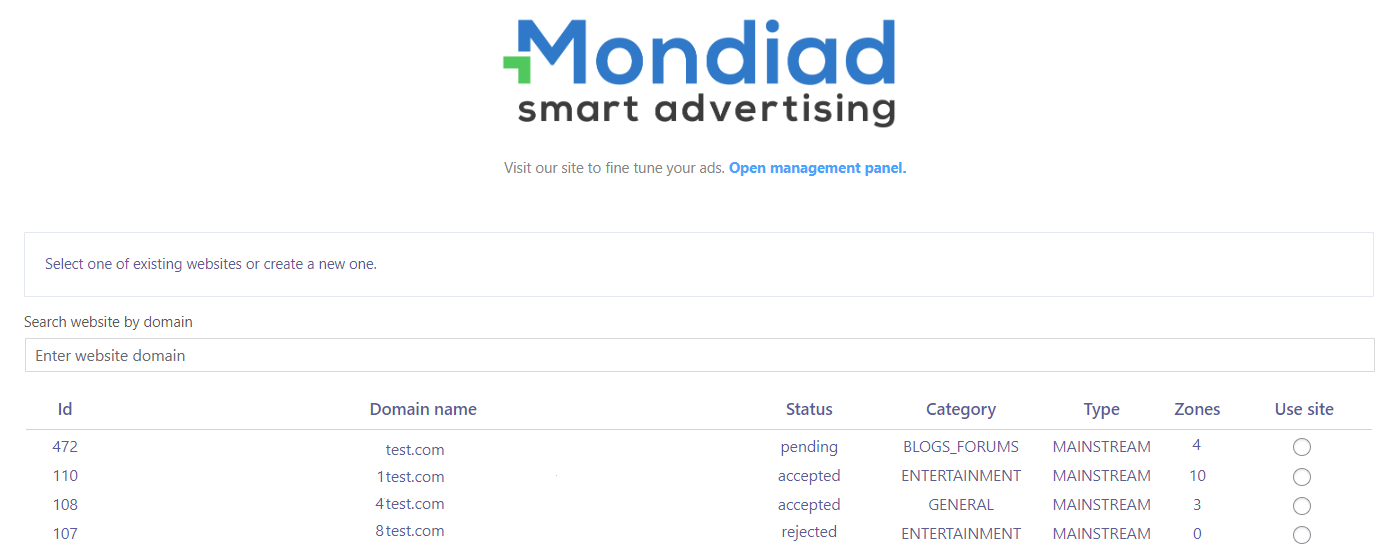 Mondiad
smart advertising
Visit our site to fine tune your ads. Open management panel.
Select one of existing websites or create a new one.
Search website by domain
Enter website domain
Id Domain name Status Category Type Zones Use site
472 test.com pending BLOGS_FORUMS MAINSTREAM 4
110 1test.com accepted ENTERTAINMENT MAINSTREAM 10
108 4test.com accepted GENERAL MAINSTREAM 3
107 8test.com rejected ENTERTAINMENT MAINSTREAM 0